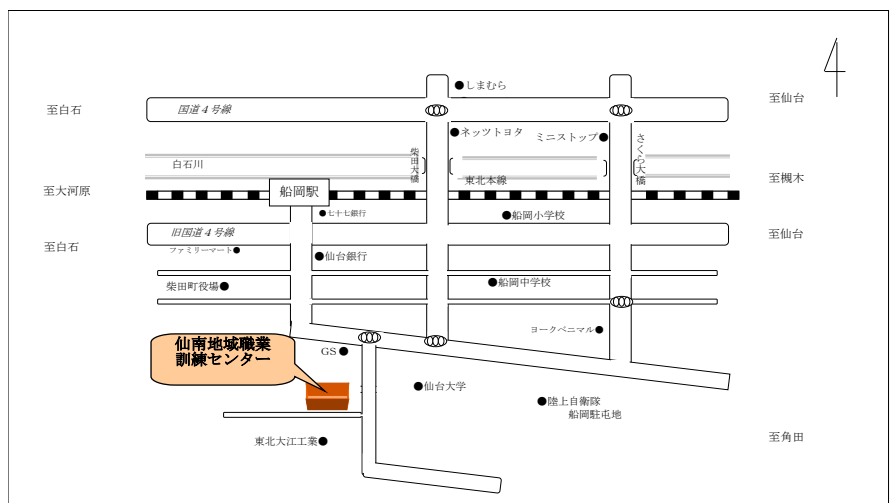 しまむら
至仙台
至白石
国道４号線
ネッツトヨタ
ミニストップ
さくら大橋
柴田大橋
白石川
東北本線
至槻木
至大河原
船岡駅
七十七銀行
船岡小学校
旧国道４号線
至仙台
至白石
ファミリーマート
仙台銀行
船岡中学校
柴田町役場
ヨークベニマル
仙南地域職業
訓練センター
GS
仙台大学
陸上自衛隊
船岡駐屯地
東北大江工業
至角田
4